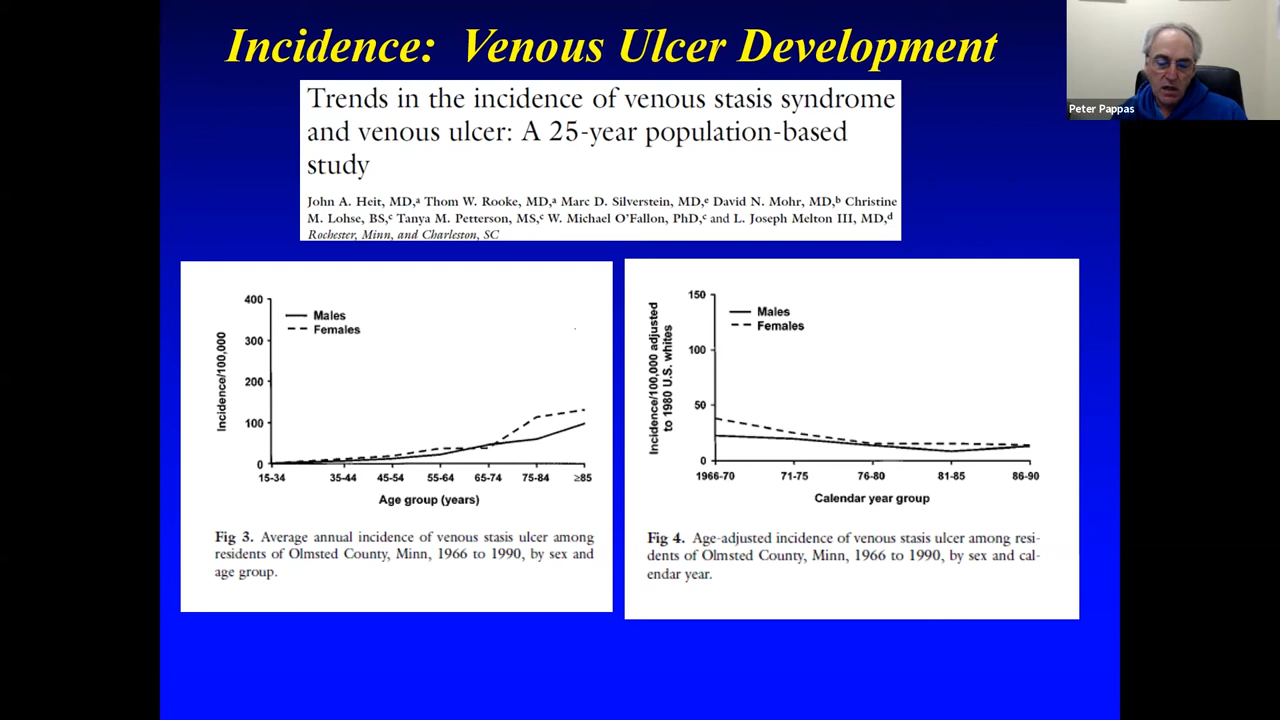 Incidence: Venous Ulcer Development
Peter Pappas
Trends in the incidence of venous stasis syndrome
and venous ulcer: A 25-year population-based
study
John A. Heit, MD,a Thom W. Rooke, MD,a Marc D. Silverstein, MD,e David N. Mohr, MD,b Christine
M. Lohse, BS,c Tanya M. Petterson, MS,c W. Michael O'Fallon, PhD,c and L. Joseph Melton III, MD,d
Rochester, Minn, and Charleston, SC
Incidence/100,000
400
300
200
100
0
Males
Females
15-34 35-44 45-54 55-64 65-74 75-84 ≥85
Age group (years)
Fig 3. Average annual incidence of venous stasis ulcer among
residents of Olmsted County, Minn, 1966 to 1990, by sex and
age group.
Incidence/100,000 adjusted
to 1980 U.S. whites
150
100
50
0
Males
Females
1966-70 71-75 76-80 81-85 86-90
Calendar year group
Fig 4. Age-adjusted incidence of venous stasis ulcer among resi-
dents of Olmsted County, Minn, 1966 to 1990, by sex and cal-
endar year.